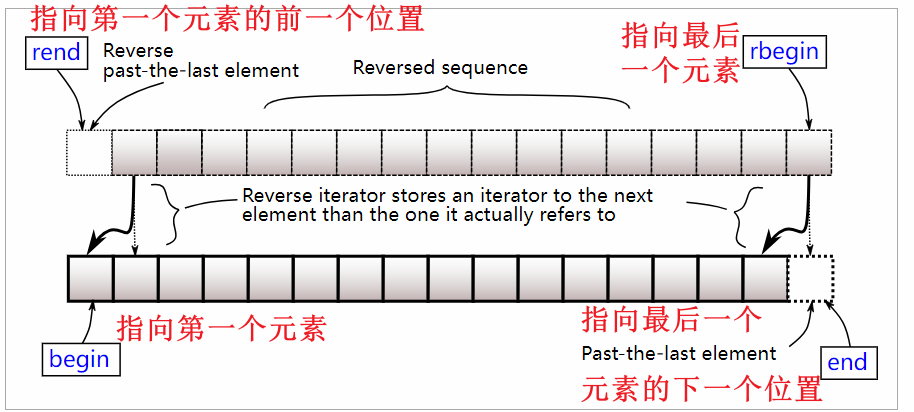 指向第一个元素的前一个位置
rend
Reverse
past-the-last element
Reversed sequence
指向最后
一个元素
rbegin
Reverse iterator stores an iterator to the next
element than the one it actually refers to
begin
指向第一个元素
指向最后一个
Past-the-last element
元素的下一个位置
end